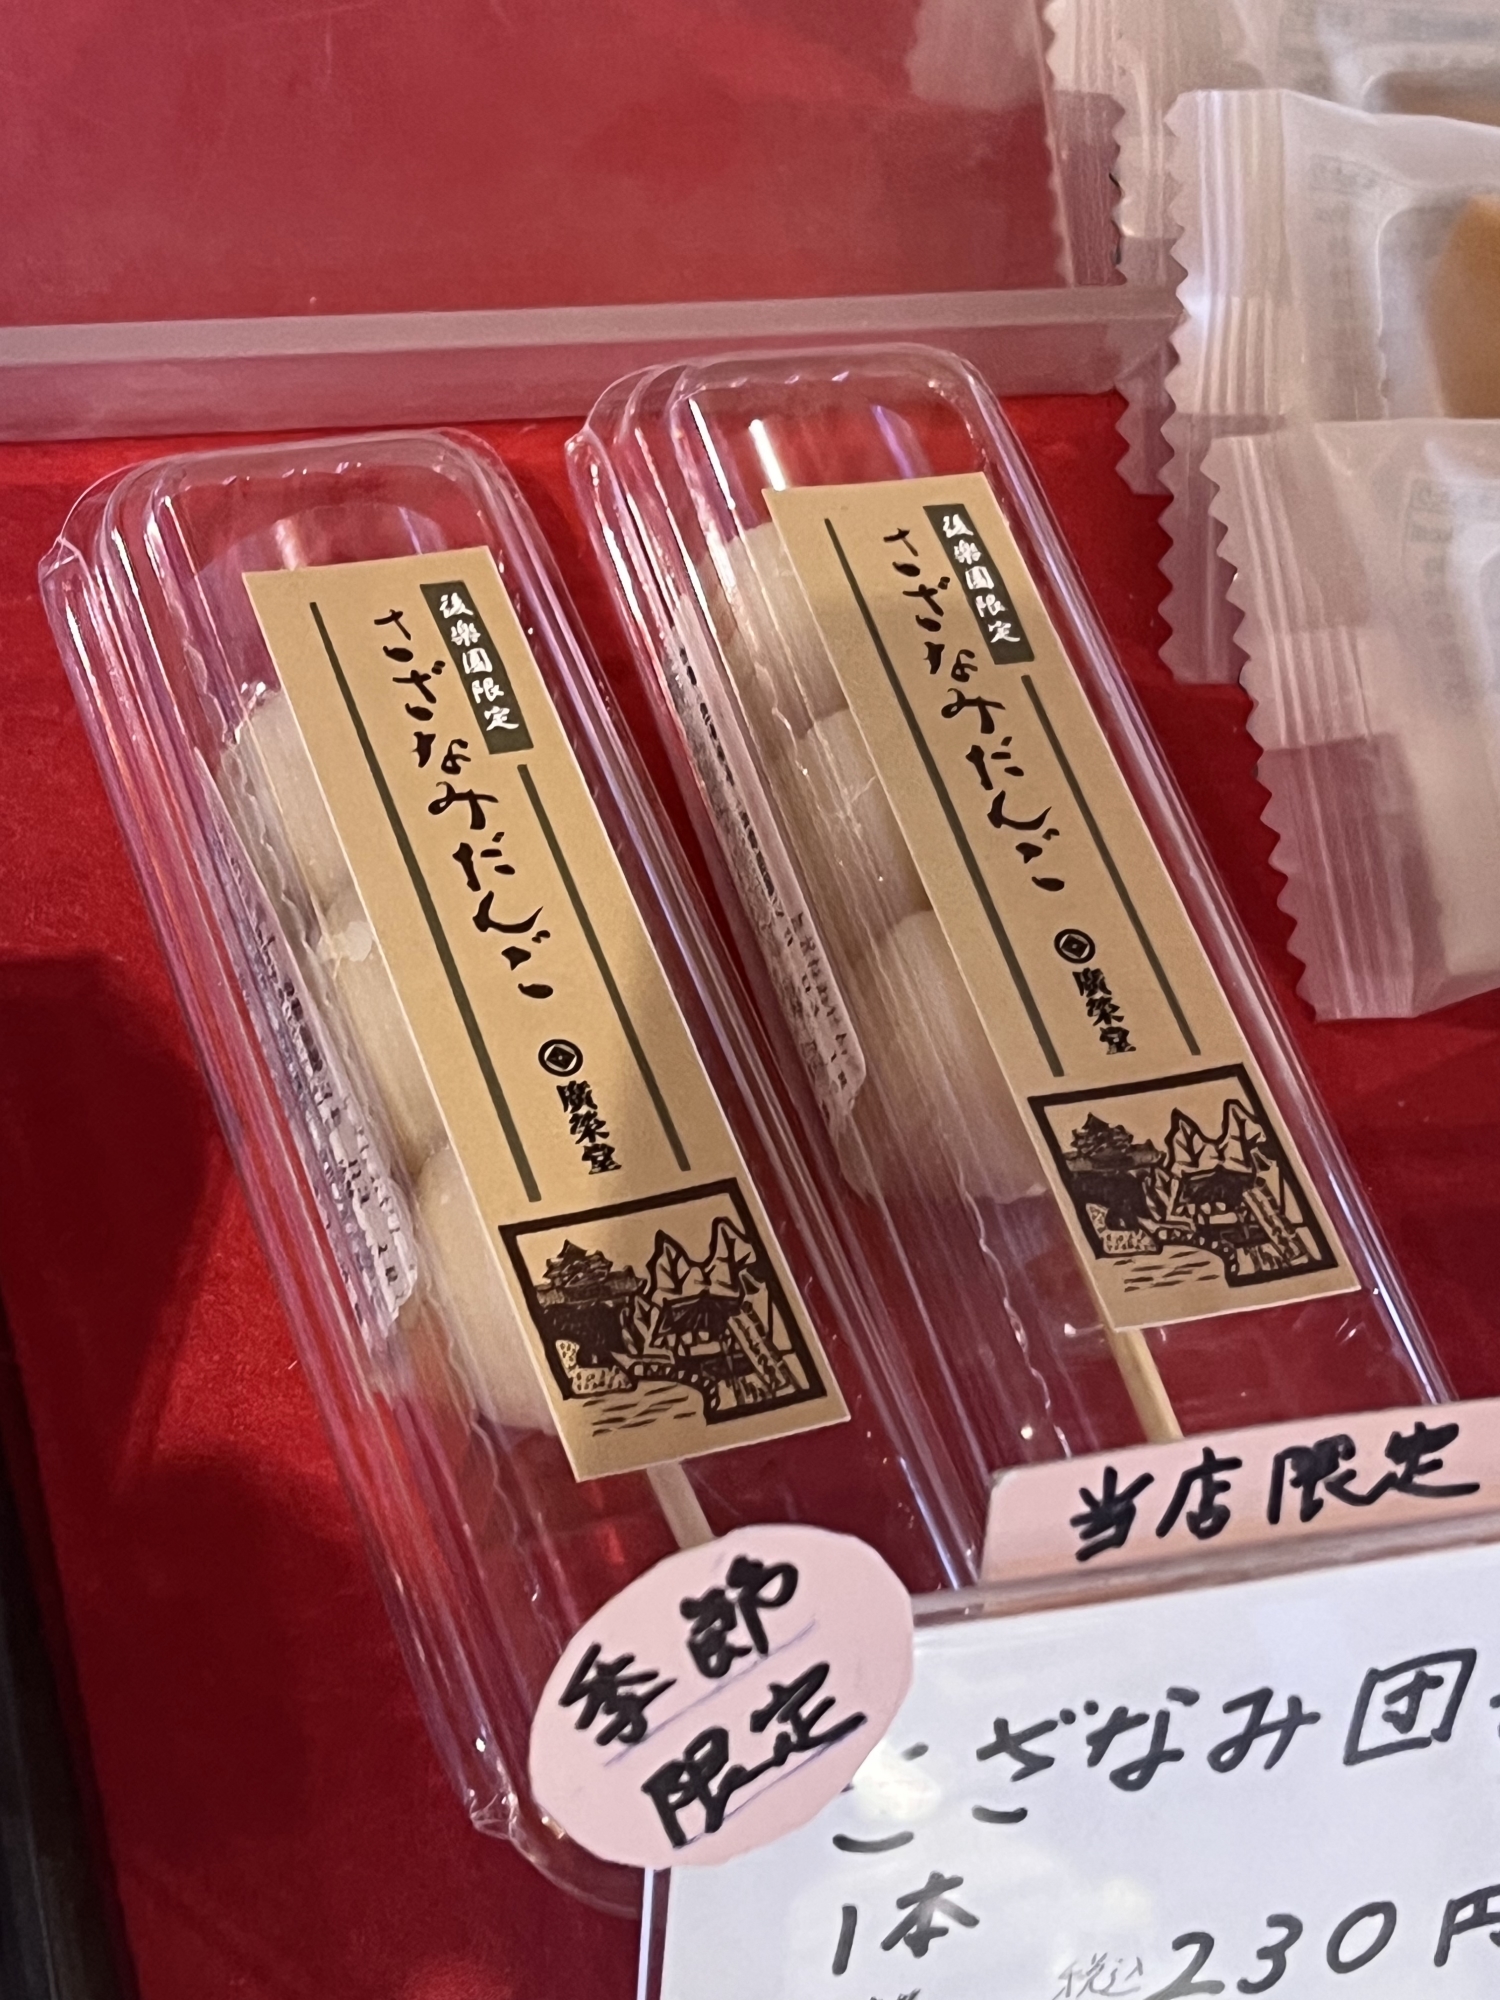 後楽園限定
さざなみだんご
廣榮堂
後楽園限定
さざなみだんご
廣榮堂
当店限定
季節
限定
さざなみ団
1本
税込 230円